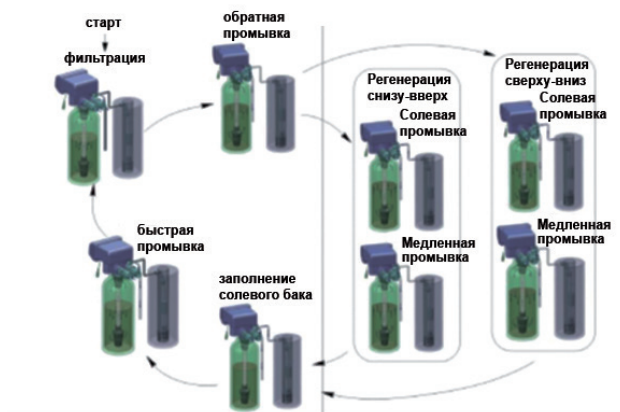 старт
фильтрация
обратная
промывка
Регенерация
снизу-вверх
Солевая
промывка
Медленная
промывка
Регенерация
сверху-вниз
Солевая
промывка
Медленная
промывка
заполнение
солевого бака
быстрая
промывка